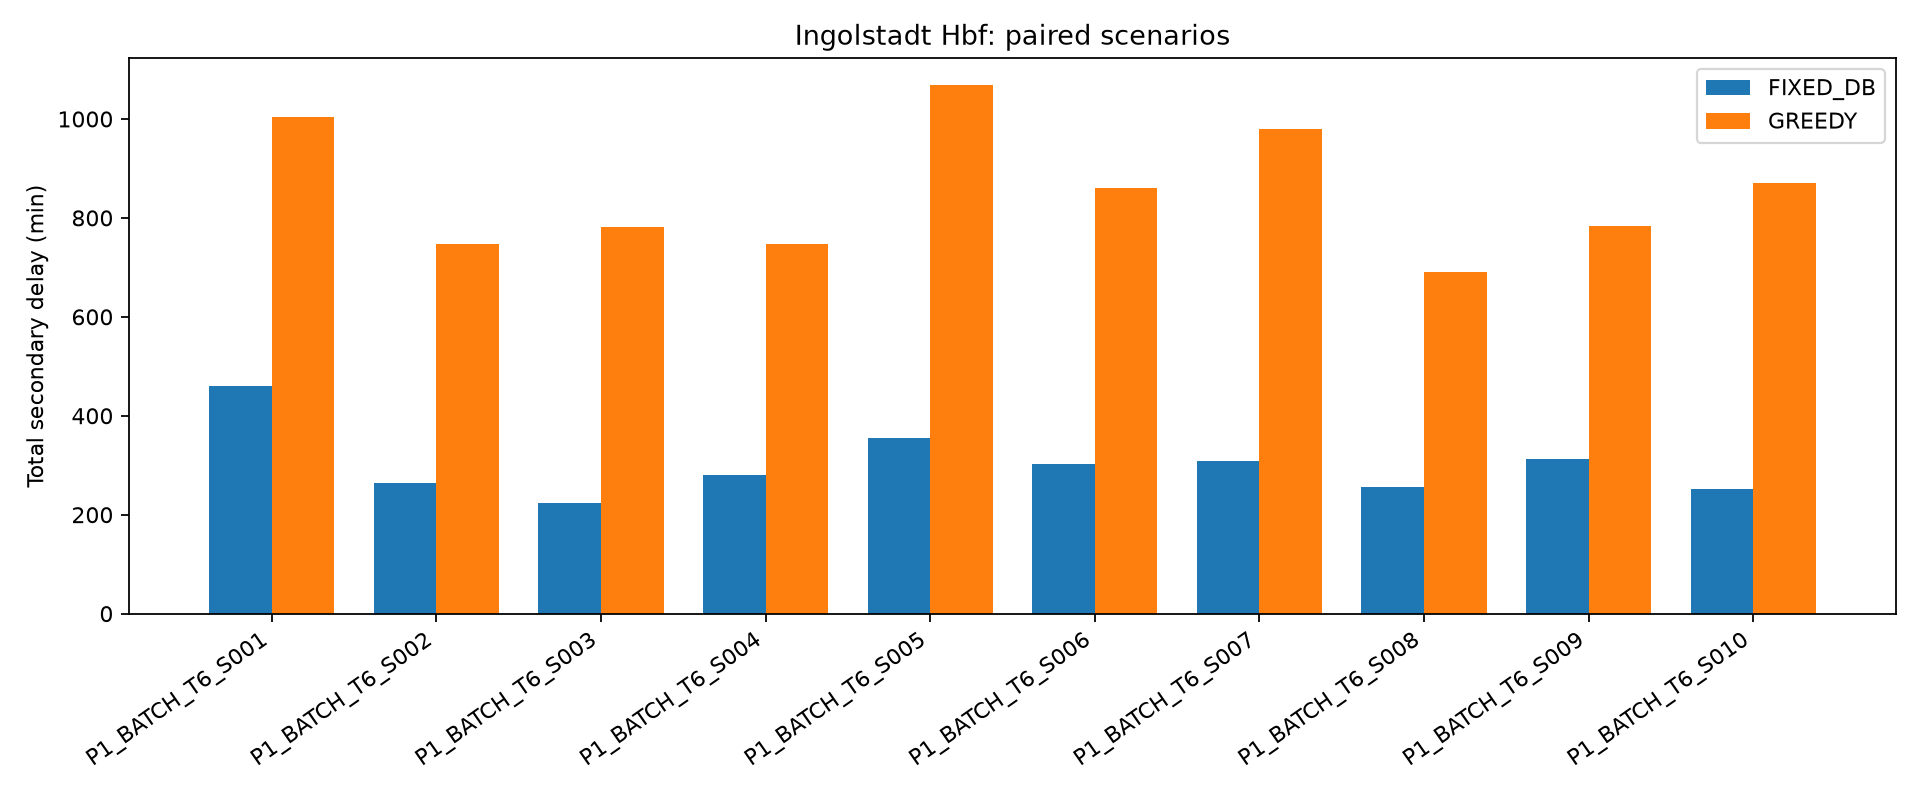 Ingolstadt Hbf: paired scenarios
FIXED_DB
GREEDY
Total secondary delay (min)
1000
800
600
400
200
0
P1_BATCH_T6_S001
P1_BATCH_T6_S002
P1_BATCH_T6_S003
P1_BATCH_T6_S004
P1_BATCH_T6_S005
P1_BATCH_T6_S006
P1_BATCH_T6_S007
P1_BATCH_T6_S008
P1_BATCH_T6_S009
P1_BATCH_T6_S010